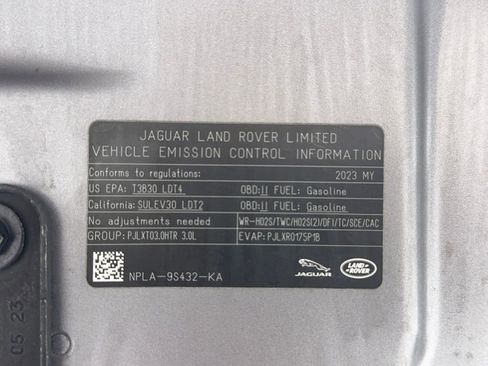 JAGUAR LAND ROVER LIMITED
VEHICLE EMISSION CONTROL INFORMATION
Conforms to regulations: 2023 MY
US EPA: T3B30 LDT4 OBD:II FUEL: Gasoline
California: SULEV30 LDT2 OBD:II FUEL: Gasoline
No adjustments needed WR-HO2S/TWC/HO2S(2)/DFI/TC/SCE/CAC
GROUP: PJLXT03.0HTR 3.0L EVAP: PJLXR0175P1B
NPLA-9S432-KA
JAGUAR
LAND ROVER
05 23